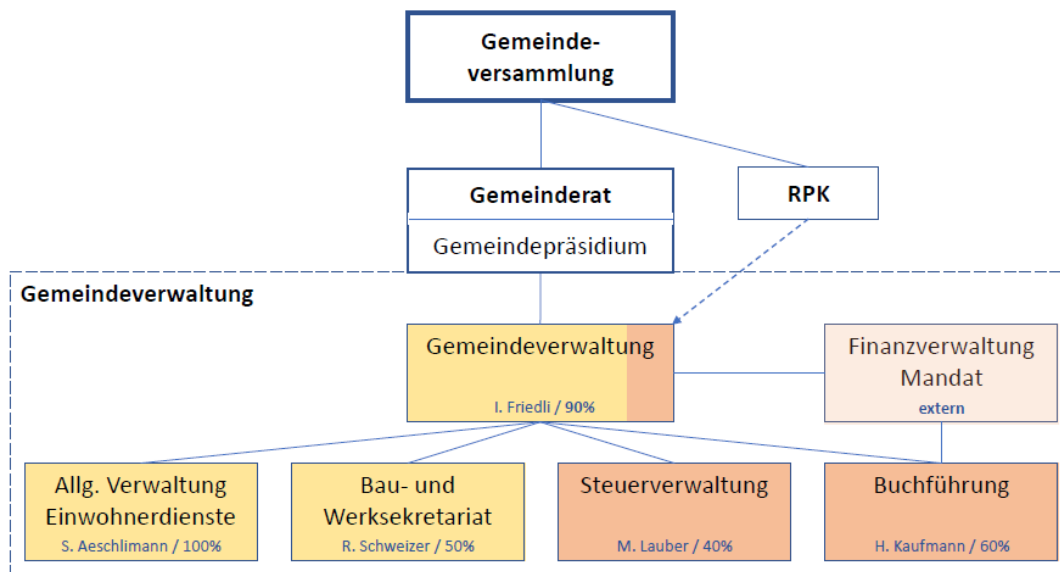 Gemeinde-
versammlung
Gemeinderat
RPK
Gemeindepräsidium
Gemeindeverwaltung
Gemeindeverwaltung
I. Friedli / 90%
Finanzverwaltung
Mandat
extern
Allg. Verwaltung
Einwohnerdienste
S. Aeschlimann / 100%
Bau- und
Werksekretariat
R. Schweizer / 50%
Steuerverwaltung
M. Lauber / 40%
Buchführung
H. Kaufmann / 60%